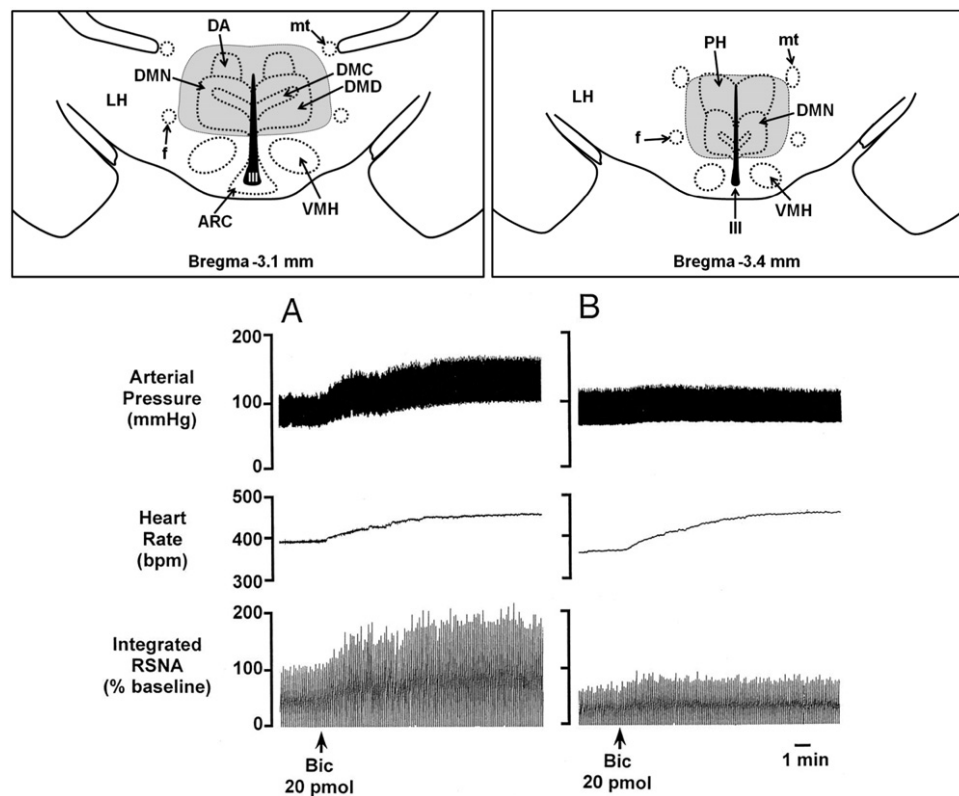 DA
mt
DMN
DMC
DMD
LH
f
III
ARC
VMH
Bregma -3.1 mm
PH
mt
LH
DMN
f
VMH
III
Bregma -3.4 mm
A
B
Arterial
Pressure
(mmHg)
200
100
0
Heart
Rate
(bpm)
500
400
300
Integrated
RSNA
(% baseline)
200
100
0
Bic
20 pmol
Bic
20 pmol
1 min